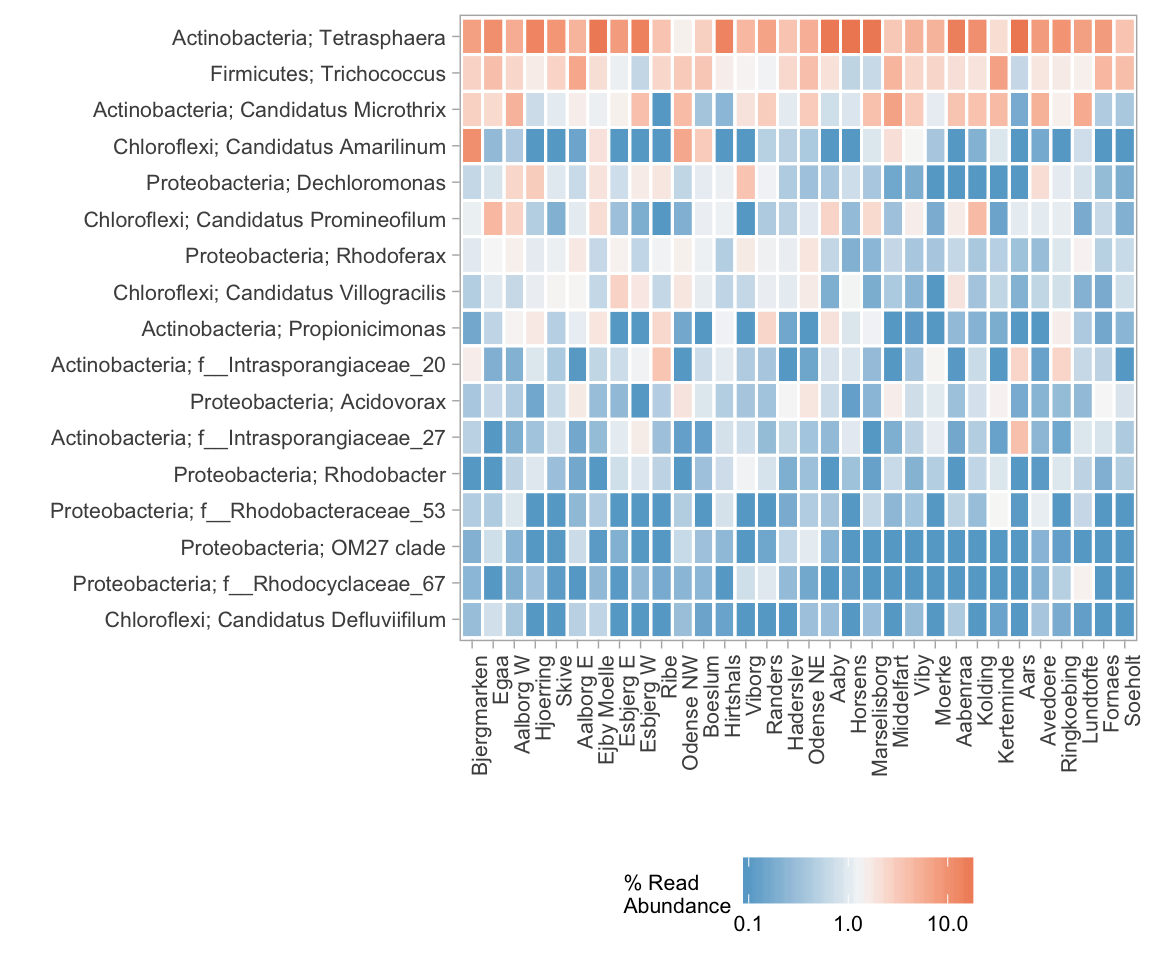 Actinobacteria; Tetrasphaera
Firmicutes; Trichococcus
Actinobacteria; Candidatus Microthrix
Chloroflexi; Candidatus Amarilinum
Proteobacteria; Dechloromonas
Chloroflexi; Candidatus Promineofilum
Proteobacteria; Rhodoferax
Chloroflexi; Candidatus Villogracilis
Actinobacteria; Propionicimonas
Actinobacteria; f__Intrasporangiaceae_20
Proteobacteria; Acidovorax
Actinobacteria; f__Intrasporangiaceae_27
Proteobacteria; Rhodobacter
Proteobacteria; f__Rhodobacteraceae_53
Proteobacteria; OM27 clade
Proteobacteria; f__Rhodocyclaceae_67
Chloroflexi; Candidatus Defluviifilum
Bjergmarken
Egaa
Aalborg W
Hjoerring
Skive
Aalborg E
Ejby Moelle
Esbjerg E
Esbjerg W
Ribe
Odense NW
Boeslum
Hirtshals
Viborg
Randers
Haderslev
Odense NE
Aaby
Horsens
Marselisborg
Middelfart
Viby
Moerke
Aabenraa
Kolding
Kerteminde
Aars
Avedoere
Ringkoebing
Lundtofte
Fornaes
Soeholt
% Read
Abundance
0.1 1.0 10.0